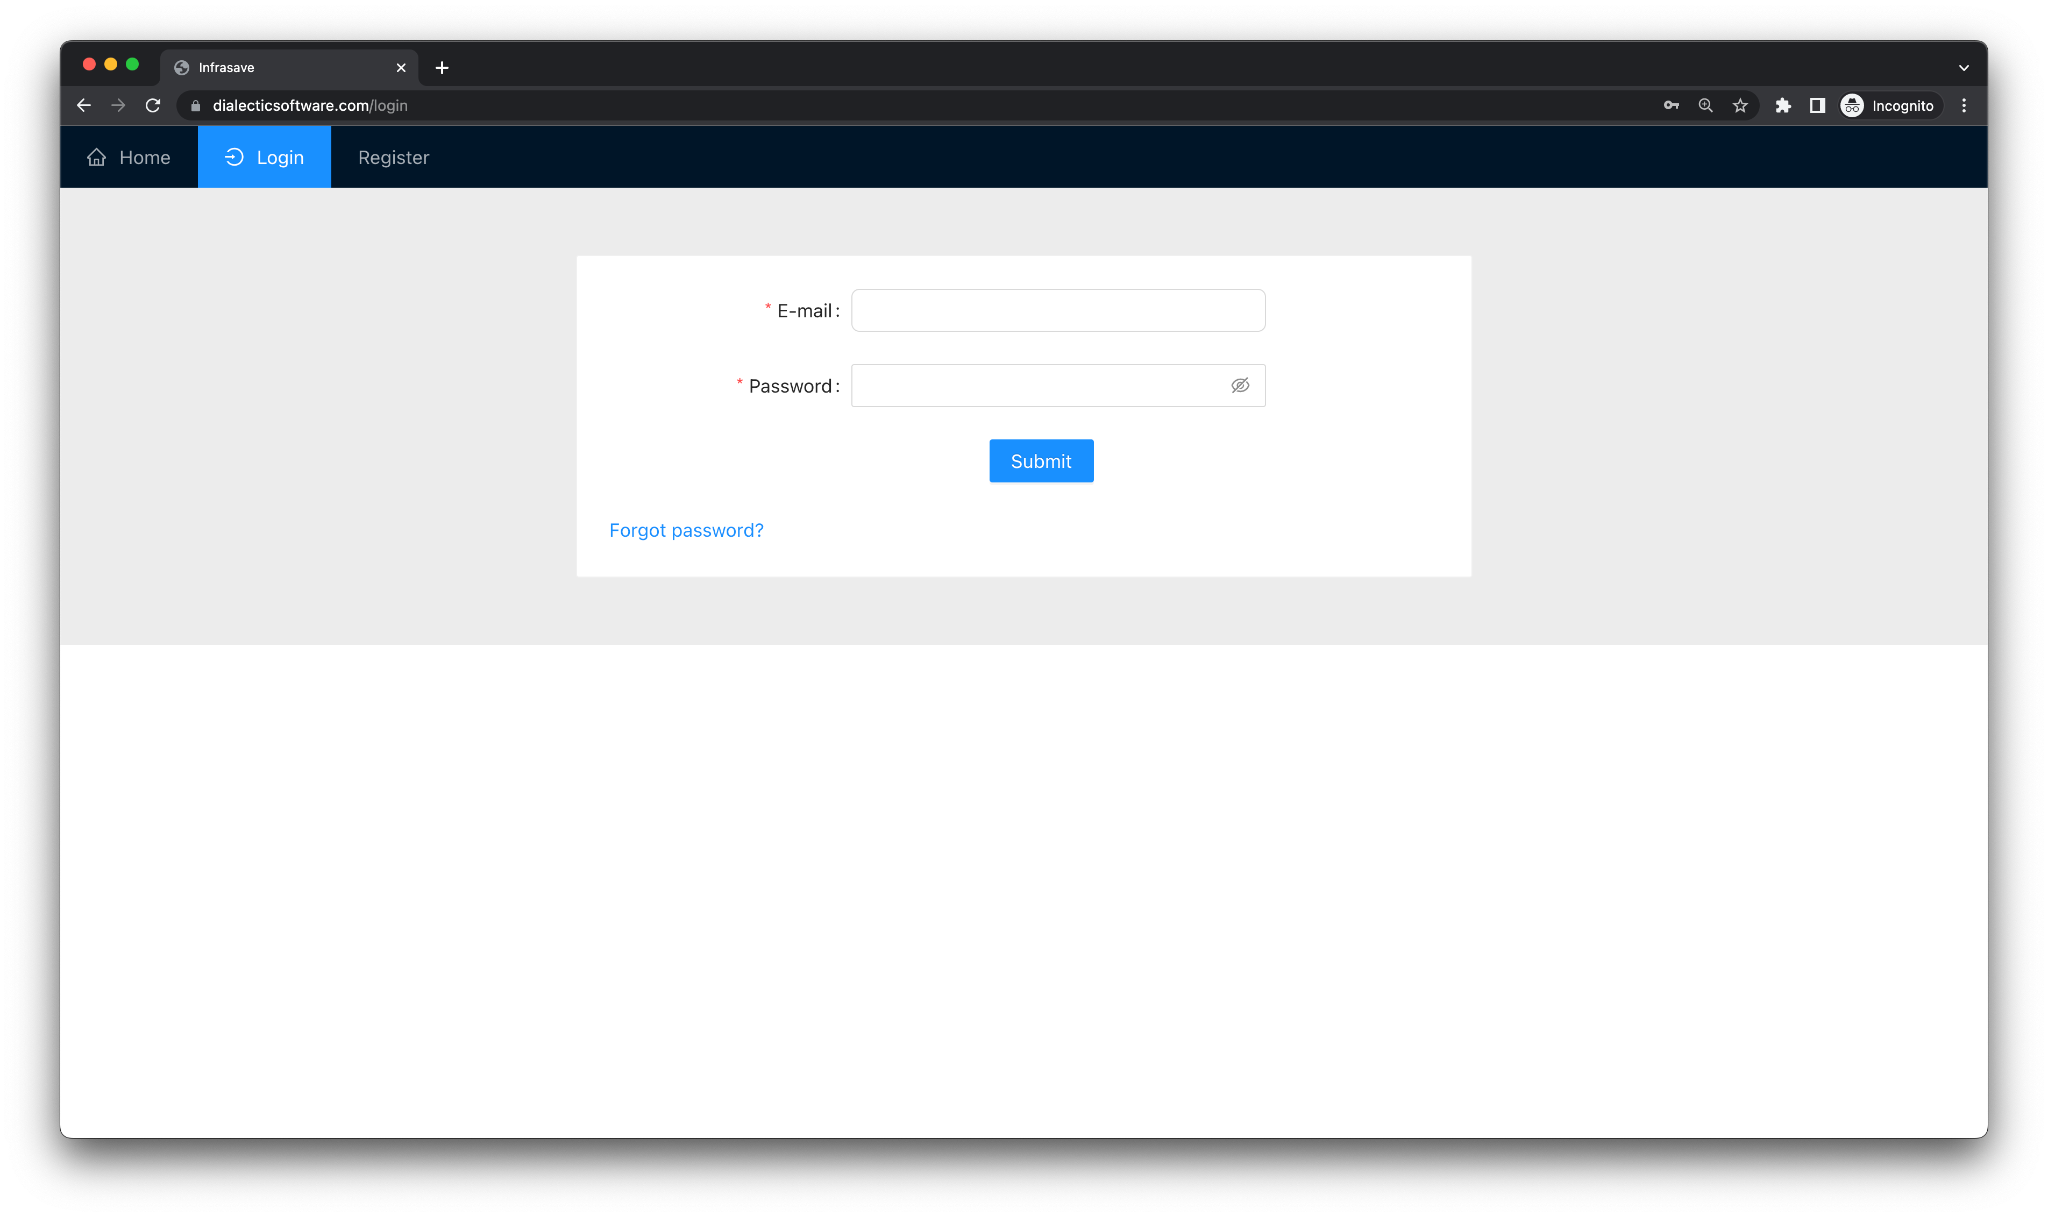 Infrasave
dialecticsoftware.com/login
Incognito
Home
Login
Register
* E-mail:
* Password:
Submit
Forgot password?